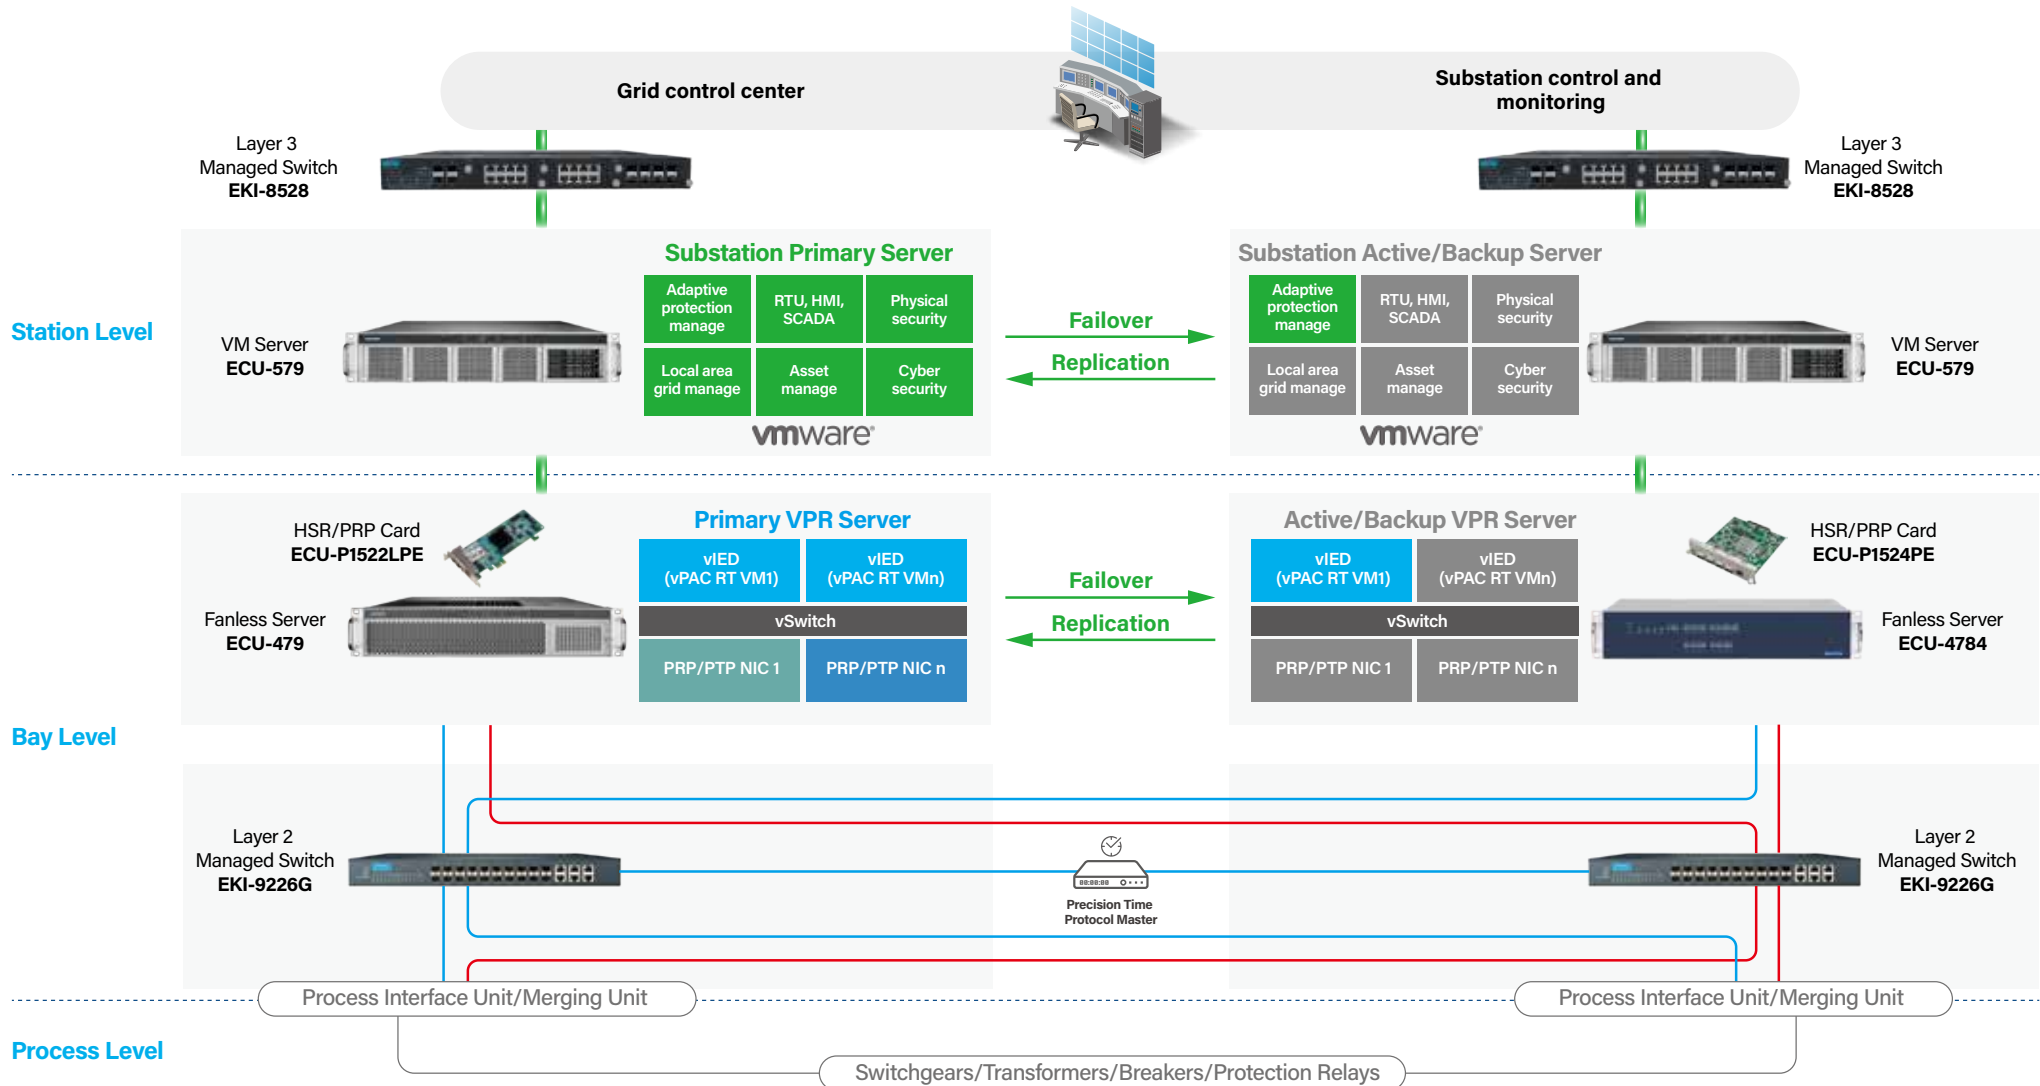 Grid control center
Substation control and
monitoring
Layer 3
Managed Switch
EKI-8528
Layer 3
Managed Switch
EKI-8528
Station Level
VM Server
ECU-579
Substation Primary Server
Adaptive
protection
manage
RTU, HMI,
SCADA
Physical
security
Local area
grid manage
Asset
manage
Cyber
security
vmware®
Failover
Replication
Substation Active/Backup Server
Adaptive
protection
manage
RTU, HMI,
SCADA
Physical
security
Local area
grid manage
Asset
manage
Cyber
security
vmware®
VM Server
ECU-579
Bay Level
HSR/PRP Card
ECU-P1522LPE
Fanless Server
ECU-479
Primary VPR Server
vIED
(vPAC RT VM1)
vIED
(vPAC RT VMn)
vSwitch
PRP/PTP NIC 1
PRP/PTP NIC n
Failover
Replication
Active/Backup VPR Server
vIED
(vPAC RT VM1)
vIED
(vPAC RT VMn)
vSwitch
PRP/PTP NIC 1
PRP/PTP NIC n
HSR/PRP Card
ECU-P1524PE
Fanless Server
ECU-4784
Layer 2
Managed Switch
EKI-9226G
00:00:00
Precision Time
Protocol Master
Layer 2
Managed Switch
EKI-9226G
Process Interface Unit/Merging Unit
Process Interface Unit/Merging Unit
Process Level
Switchgears/Transformers/Breakers/Protection Relays